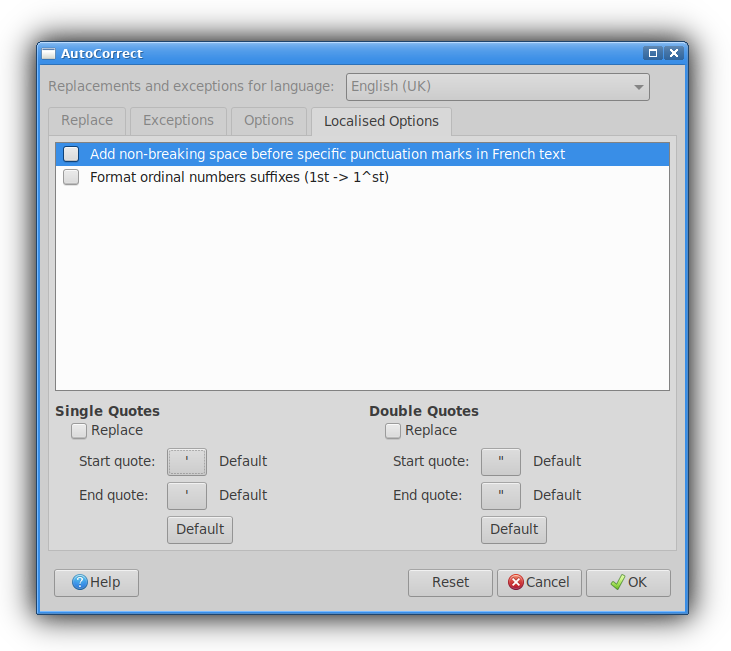 AutoCorrect
Replacements and exceptions for language: English (UK)
Replace Exceptions Options Localised Options
Add non-breaking space before specific punctuation marks in French text
Format ordinal numbers suffixes (1st -> 1^st)
Single Quotes Double Quotes
Replace Replace
Start quote: ' Default Start quote: " Default
End quote: ' Default End quote: " Default
Default Default
Help Reset Cancel OK